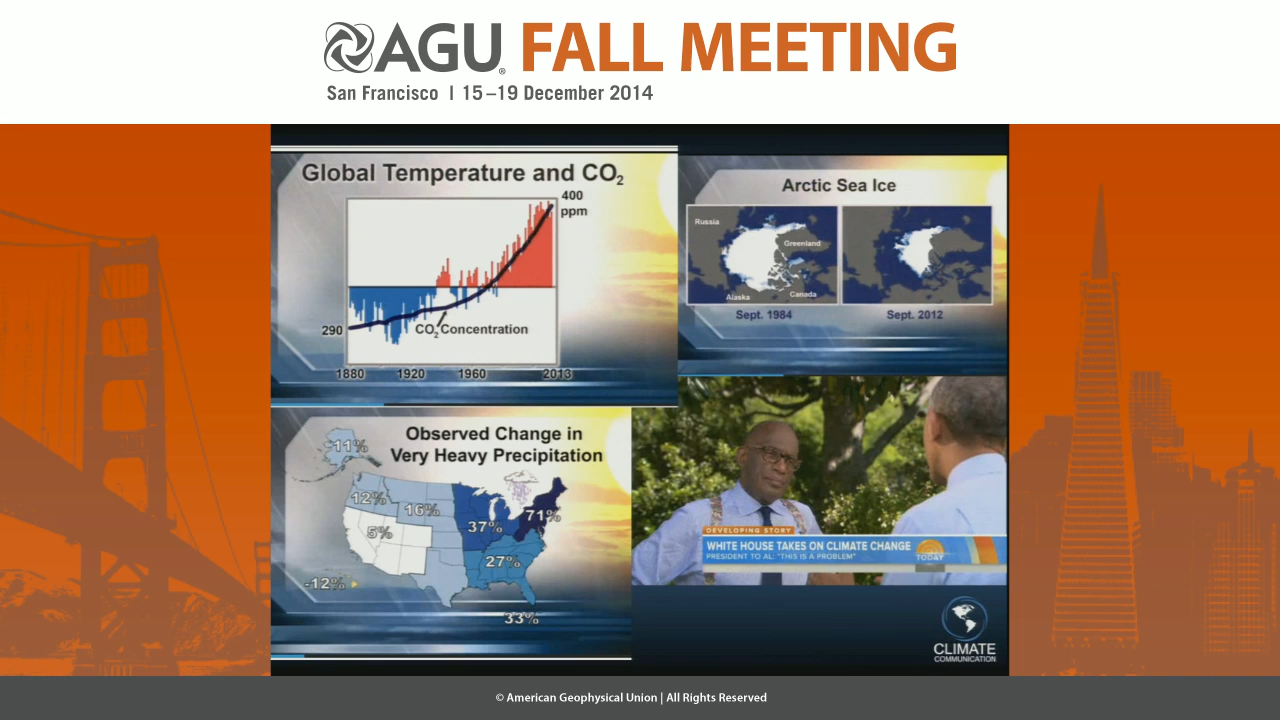 AGU® FALL MEETING
San Francisco | 15–19 December 2014
Global Temperature and CO2
400
ppm
290
CO2 Concentration
1880 1920 1960 2013
Arctic Sea Ice
Russia
Greenland
Alaska
Canada
Sept. 1984
Sept. 2012
Observed Change in
Very Heavy Precipitation
-11%
12%
16%
5%
37%
71%
27%
-12%
33%
DEVELOPING STORY
WHITE HOUSE TAKES ON CLIMATE CHANGE
PRESIDENT TO AL: "THIS IS A PROBLEM"
TODAY
CLIMATE
COMMUNICATION
© American Geophysical Union | All Rights Reserved